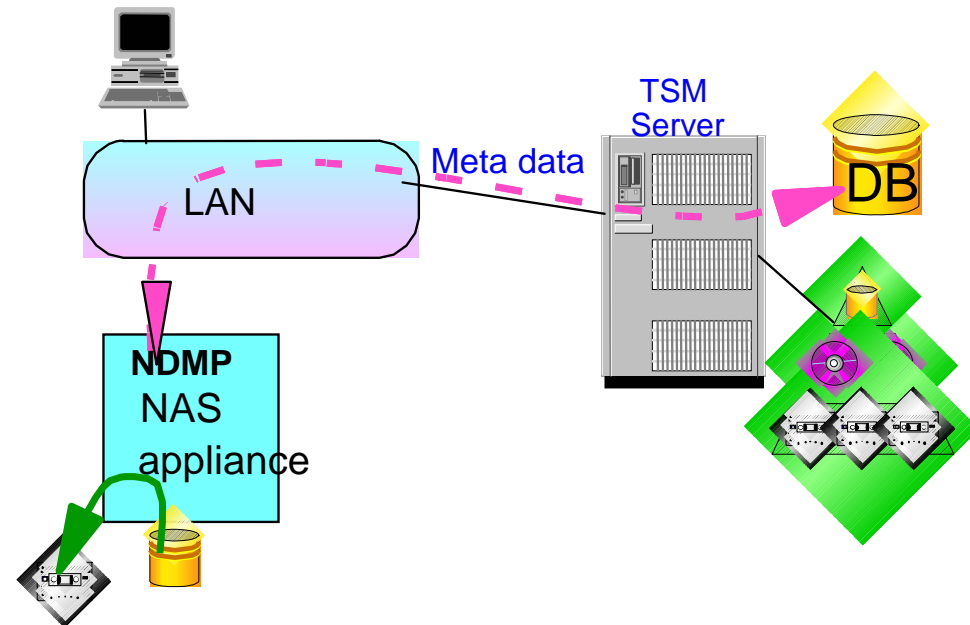 TSM
Server
Meta data
DB
LAN
NDMP
NAS
appliance